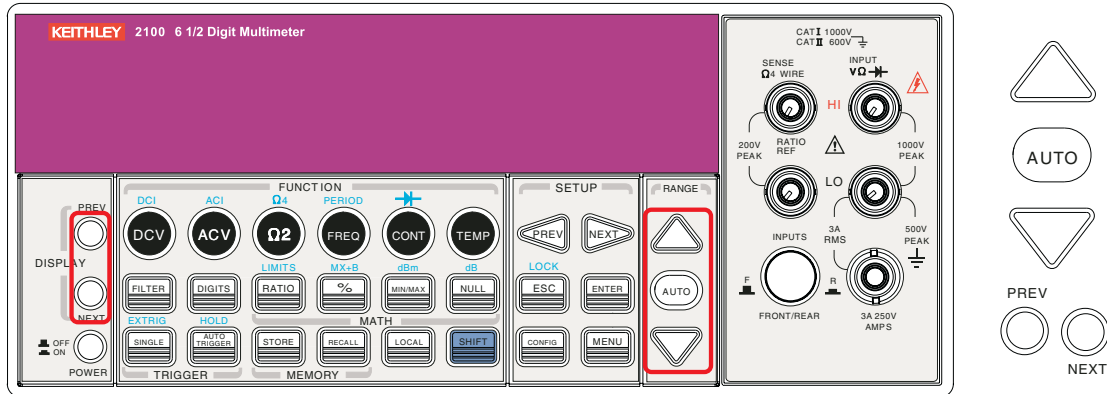 KEITHLEY 2100 6 1/2 Digit Multimeter
CAT I 1000V
CAT II 600V
SENSE
Ω4 WIRE
INPUT
VΩ
HI
200V
PEAK
RATIO
REF
1000V
PEAK
LO
INPUTS
3A
RMS
500V
PEAK
F
R
FRONT/REAR
3A 250V
AMPS
PREV
DISPLAY
NEXT
OFF
ON
POWER
FUNCTION
DCI ACI Ω4 PERIOD
DCV ACV Ω2 FREQ CONT TEMP
LIMITS MX+B dBm dB
FILTER DIGITS RATIO % MIN/MAX NULL
EXTRIG HOLD MATH
SINGLE AUTO TRIGGER STORE RECALL LOCAL SHIFT
TRIGGER MEMORY
SETUP
PREV NEXT
LOCK
ESC ENTER
CONFIG MENU
RANGE
AUTO
AUTO
PREV
NEXT